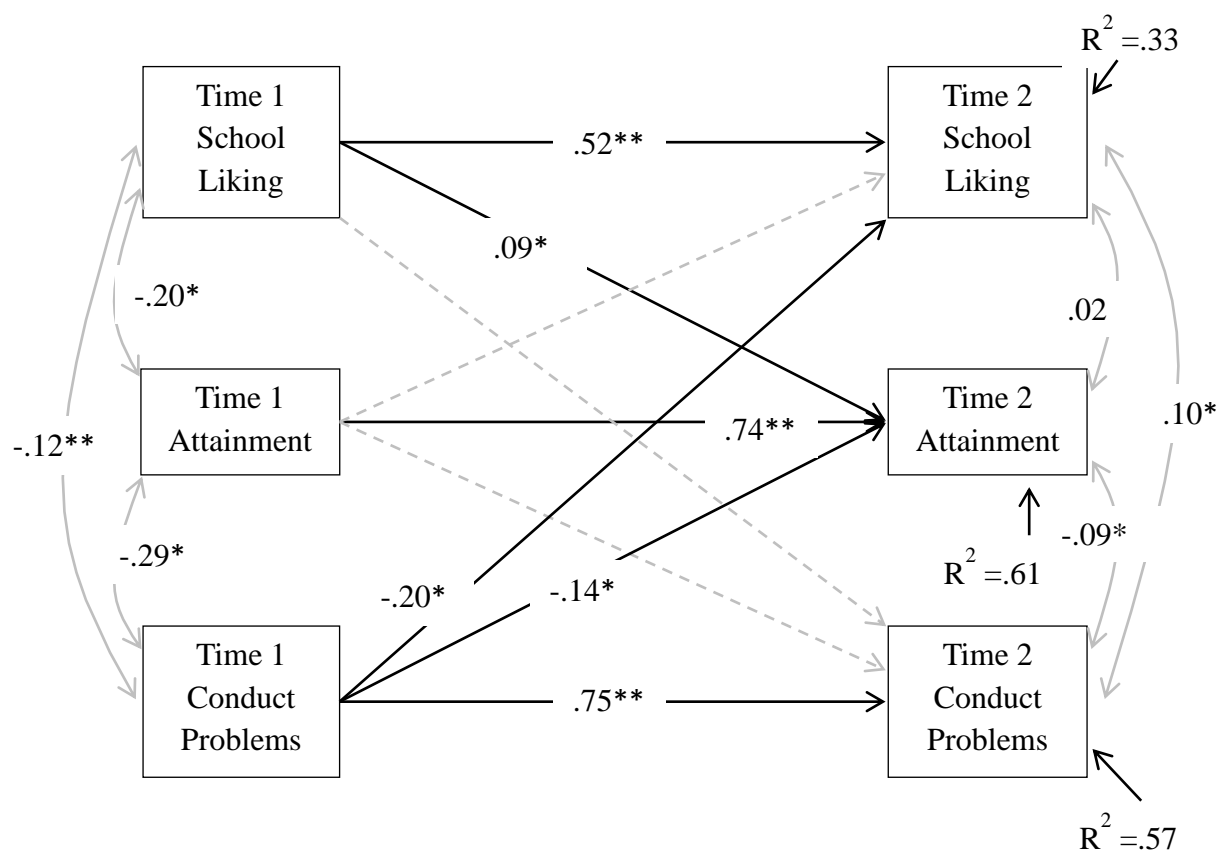 R² =.33
Time 1
School
Liking
Time 2
School
Liking
.52**
.09*
-.20*
.02
Time 1
Attainment
Time 2
Attainment
.74**
-.12**
.10*
-.29*
-.09*
R² =.61
-.20*
-.14*
Time 1
Conduct
Problems
Time 2
Conduct
Problems
.75**
R² =.57